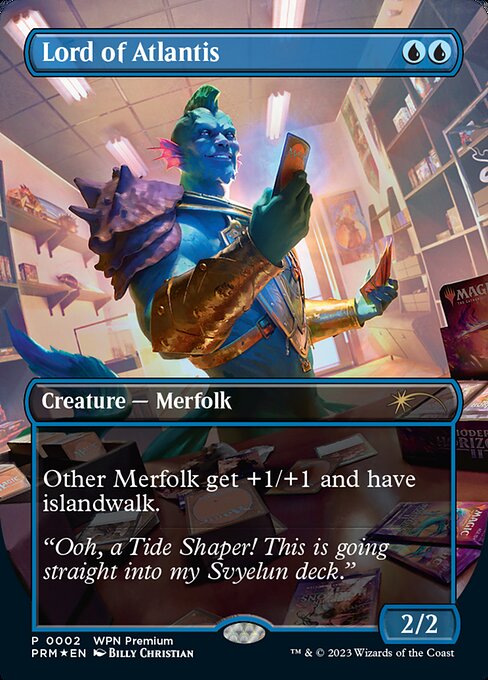 Lord of Atlantis
MAGIC
Creature — Merfolk
Other Merfolk get +1/+1 and have
islandwalk.
“Ooh, a Tide Shaper! This is going
straight into my Svyelun deck.”
2/2
P 0002 WPN Premium
PRM★EN Billy Christian
™ & © 2023 Wizards of the Coast